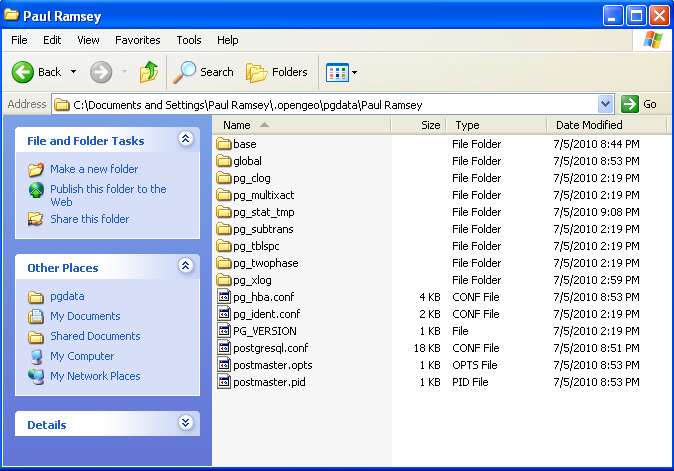 Paul Ramsey
File Edit View Favorites Tools Help
Back Search Folders
Address C:\Documents and Settings\Paul Ramsey\.opengeo\pgdata\Paul Ramsey Go
File and Folder Tasks
Make a new folder
Publish this folder to the
Web
Share this folder
Other Places
pgdata
My Documents
Shared Documents
My Computer
My Network Places
Details
Name Size Type Date Modified
base File Folder 7/5/2010 8:44 PM
global File Folder 7/5/2010 8:53 PM
pg_clog File Folder 7/5/2010 2:19 PM
pg_multixact File Folder 7/5/2010 2:19 PM
pg_stat_tmp File Folder 7/5/2010 9:08 PM
pg_subtrans File Folder 7/5/2010 2:19 PM
pg_tblspc File Folder 7/5/2010 2:19 PM
pg_twophase File Folder 7/5/2010 2:19 PM
pg_xlog File Folder 7/5/2010 2:59 PM
pg_hba.conf 4 KB CONF File 7/5/2010 8:53 PM
pg_ident.conf 2 KB CONF File 7/5/2010 2:19 PM
PG_VERSION 1 KB File 7/5/2010 2:19 PM
postgresql.conf 18 KB CONF File 7/5/2010 8:51 PM
postmaster.opts 1 KB OPTS File 7/5/2010 8:53 PM
postmaster.pid 1 KB PID File 7/5/2010 8:53 PM